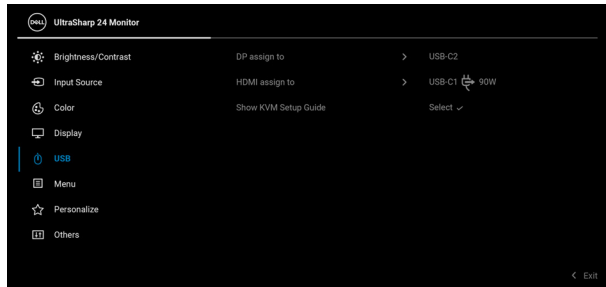 DELL UltraSharp 24 Monitor
Brightness/Contrast DP assign to > USB-C2
Input Source HDMI assign to > USB-C1 90W
Color Show KVM Setup Guide Select ✓
Display
USB
Menu
Personalize
Others
< Exit